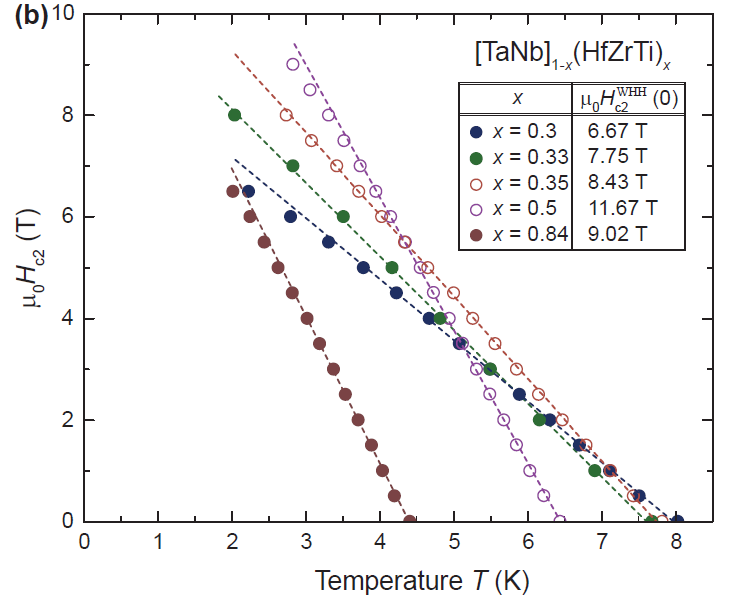 (b)
10
8
6
4
2
0
μ₀Hc2 (T)
[TaNb]1-x(HfZrTi)x
x μ₀Hc2^WHH (0)
x = 0.3 6.67 T
x = 0.33 7.75 T
x = 0.35 8.43 T
x = 0.5 11.67 T
x = 0.84 9.02 T
0 1 2 3 4 5 6 7 8
Temperature T (K)